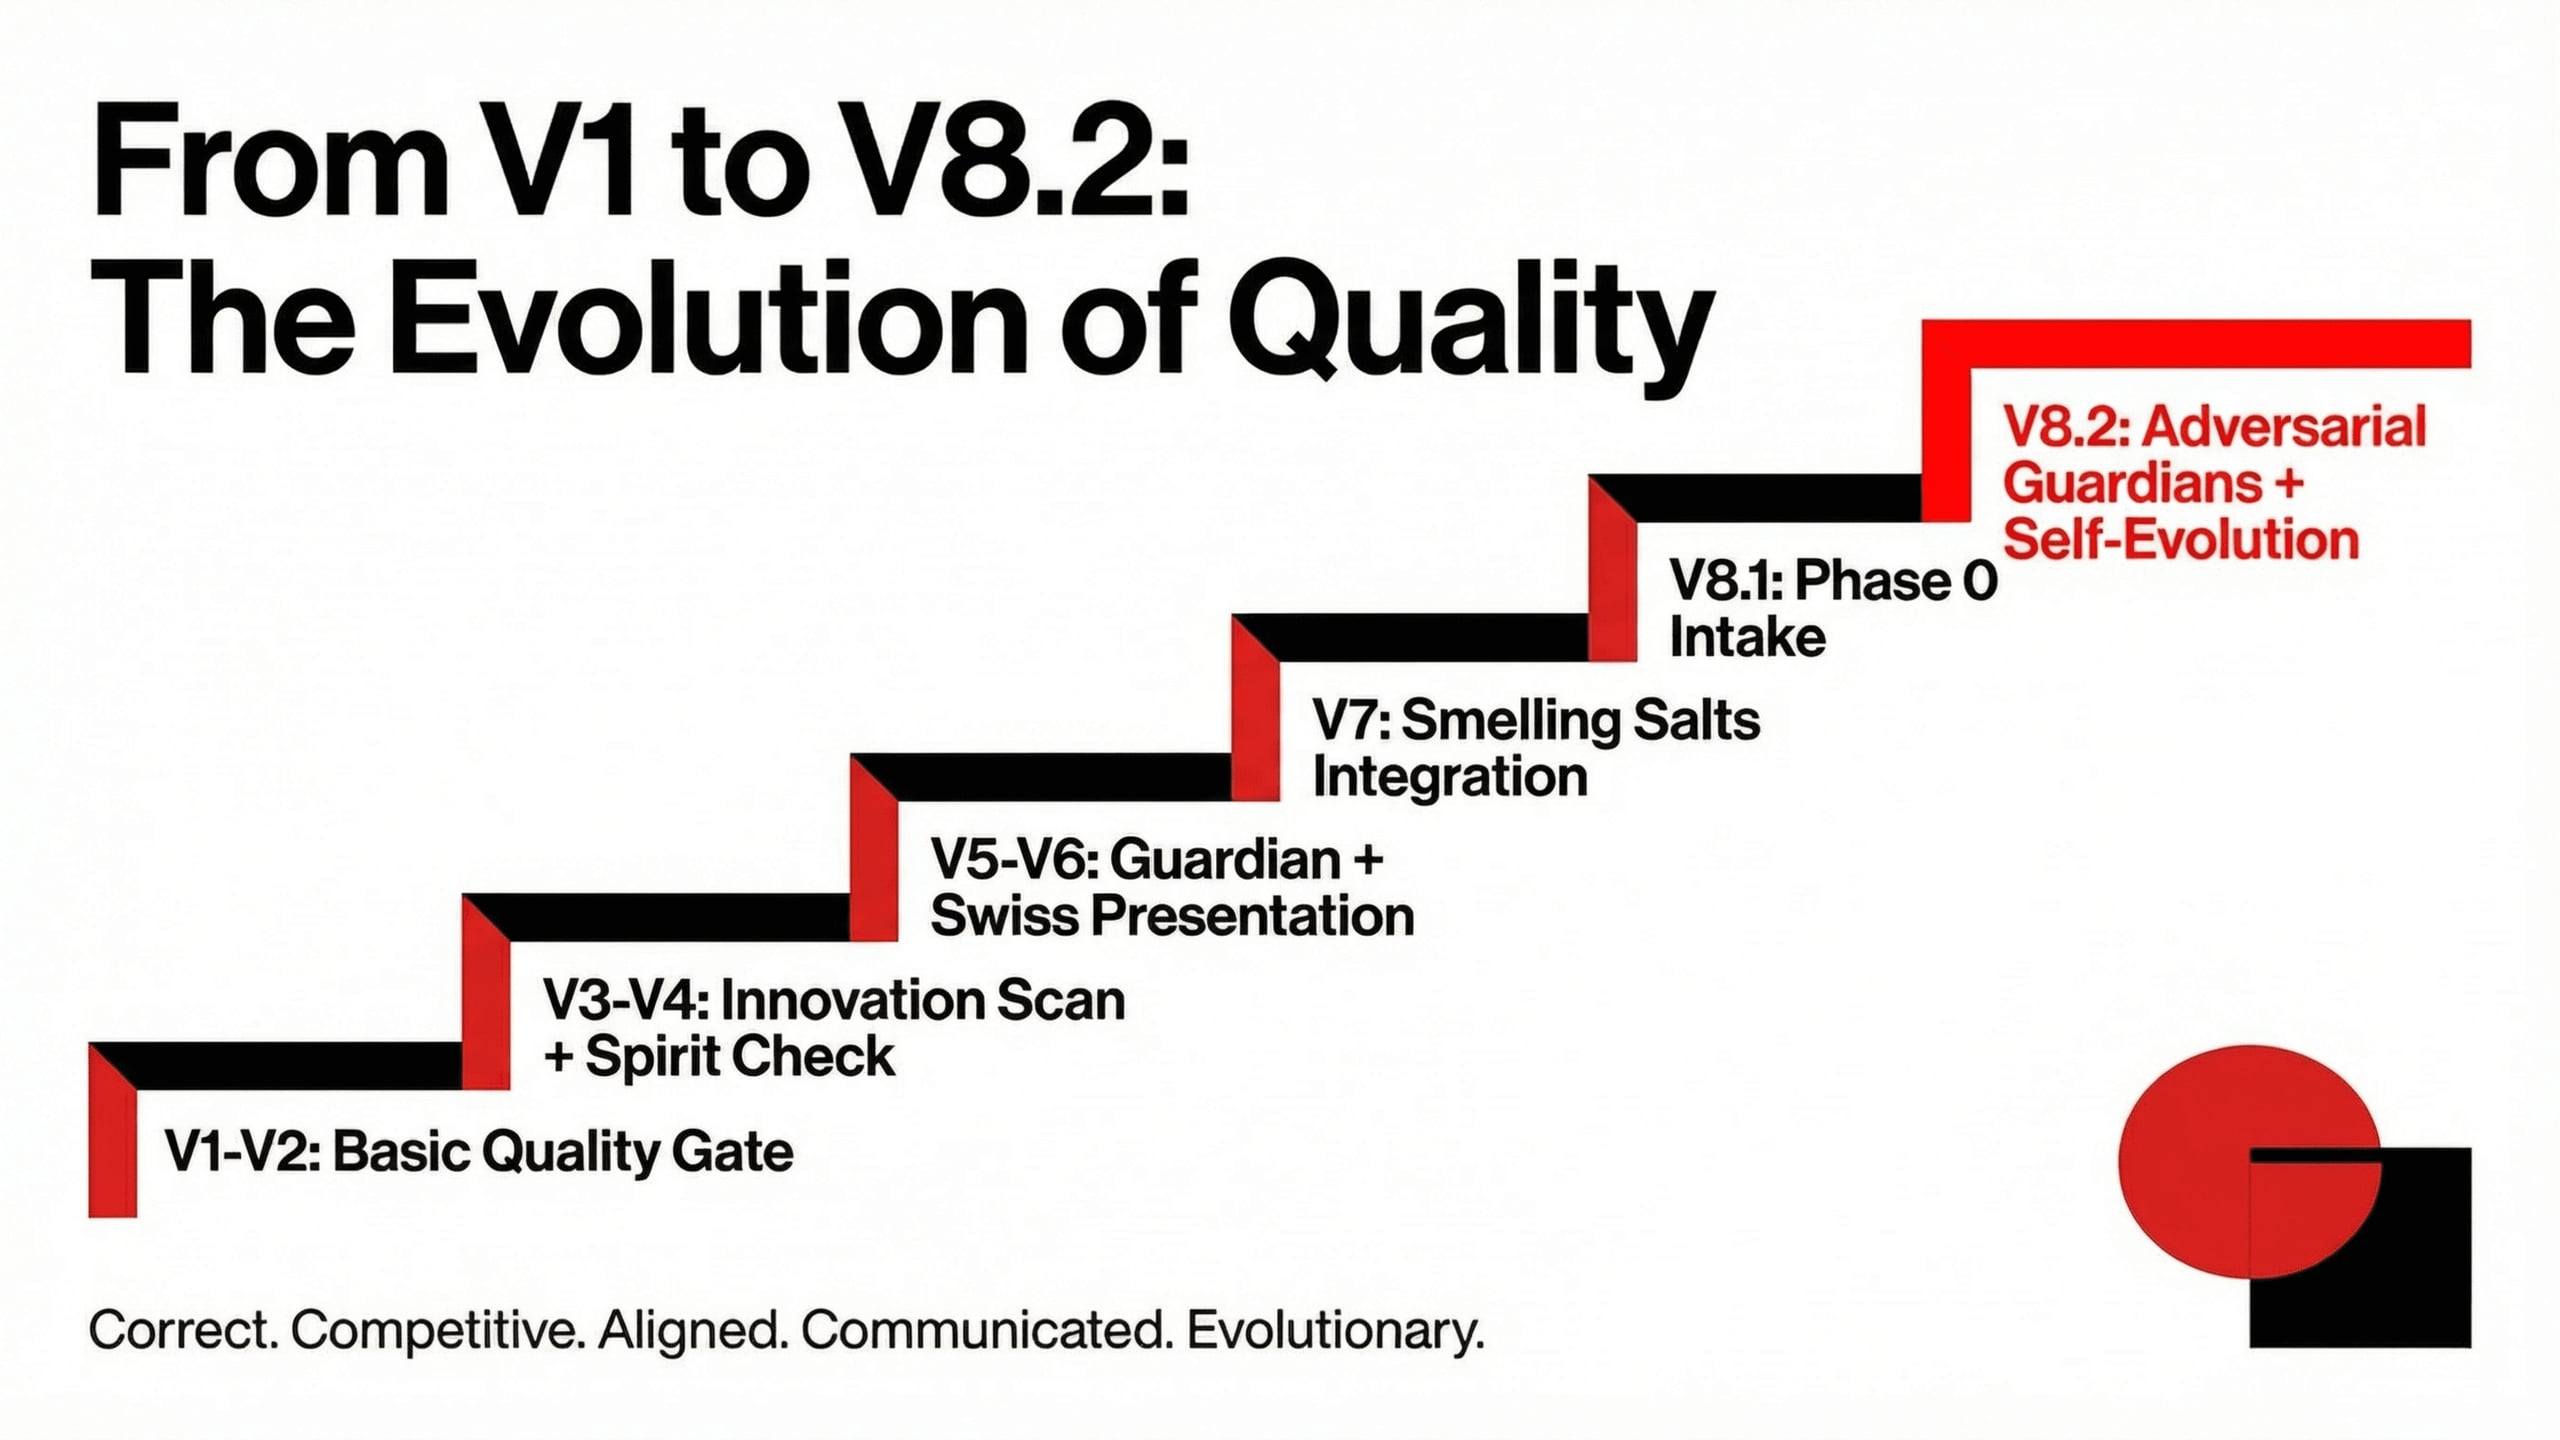 From V1 to V8.2:
The Evolution of Quality
V8.2: Adversarial
Guardians +
Self-Evolution
V8.1: Phase 0
Intake
V7: Smelling Salts
Integration
V5-V6: Guardian +
Swiss Presentation
V3-V4: Innovation Scan
+ Spirit Check
V1-V2: Basic Quality Gate
Correct. Competitive. Aligned. Communicated. Evolutionary.